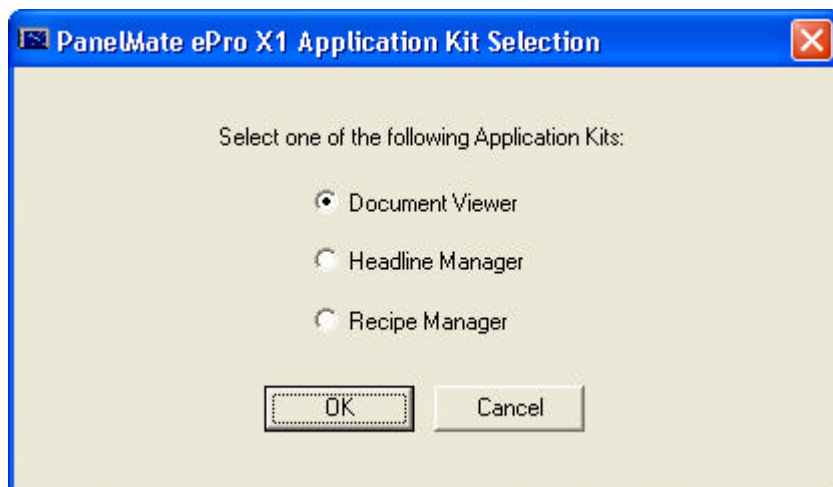 PanelMate ePro X1 Application Kit Selection
Select one of the following Application Kits:
Document Viewer
Headline Manager
Recipe Manager
OK Cancel